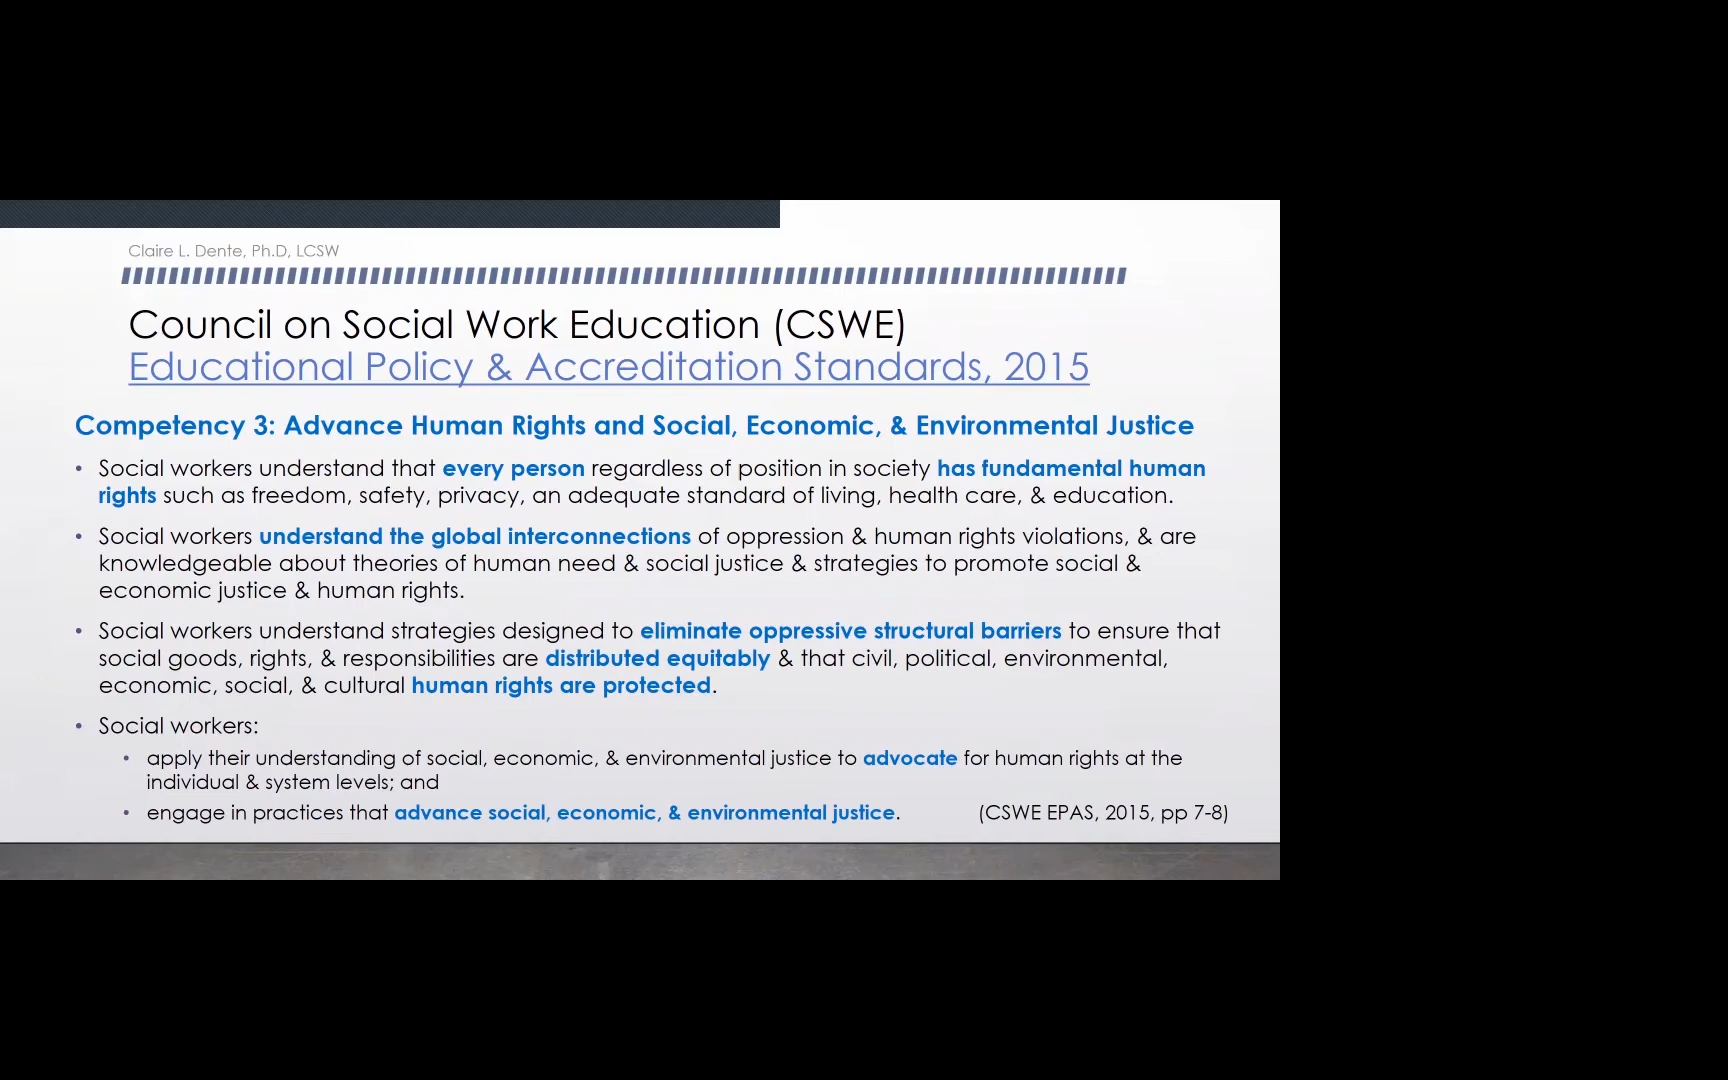 Claire L. Dente, Ph.D, LCSW
Council on Social Work Education (CSWE)
Educational Policy & Accreditation Standards, 2015
Competency 3: Advance Human Rights and Social, Economic, & Environmental Justice
• Social workers understand that every person regardless of position in society has fundamental human
rights such as freedom, safety, privacy, an adequate standard of living, health care, & education.
• Social workers understand the global interconnections of oppression & human rights violations, & are
knowledgeable about theories of human need & social justice & strategies to promote social &
economic justice & human rights.
• Social workers understand strategies designed to eliminate oppressive structural barriers to ensure that
social goods, rights, & responsibilities are distributed equitably & that civil, political, environmental,
economic, social, & cultural human rights are protected.
• Social workers:
• apply their understanding of social, economic, & environmental justice to advocate for human rights at the
individual & system levels; and
• engage in practices that advance social, economic, & environmental justice. (CSWE EPAS, 2015, pp 7-8)